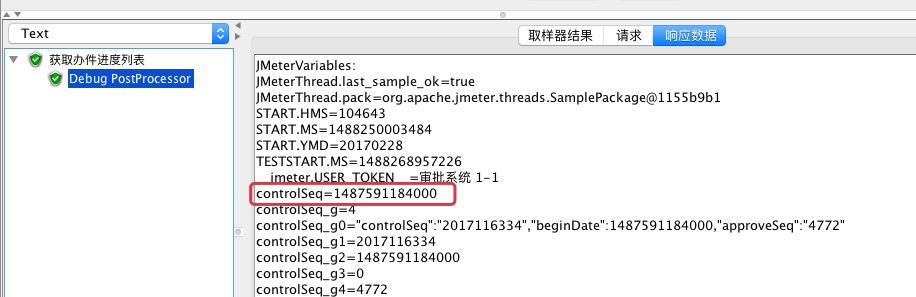 Text
取样器结果 请求 响应数据
获取办件进度列表
Debug PostProcessor
JMeterVariables:
JMeterThread.last_sample_ok=true
JMeterThread.pack=org.apache.jmeter.threads.SamplePackage@1155b9b1
START.HMS=104643
START.MS=1488250003484
START.YMD=20170228
TESTSTART.MS=1488268957226
__jmeter.USER_TOKEN__=审批系统 1-1
controlSeq=1487591184000
controlSeq_g=4
controlSeq_g0="controlSeq":"2017116334","beginDate":1487591184000,"approveSeq":"4772"
controlSeq_g1=2017116334
controlSeq_g2=1487591184000
controlSeq_g3=0
controlSeq_g4=4772